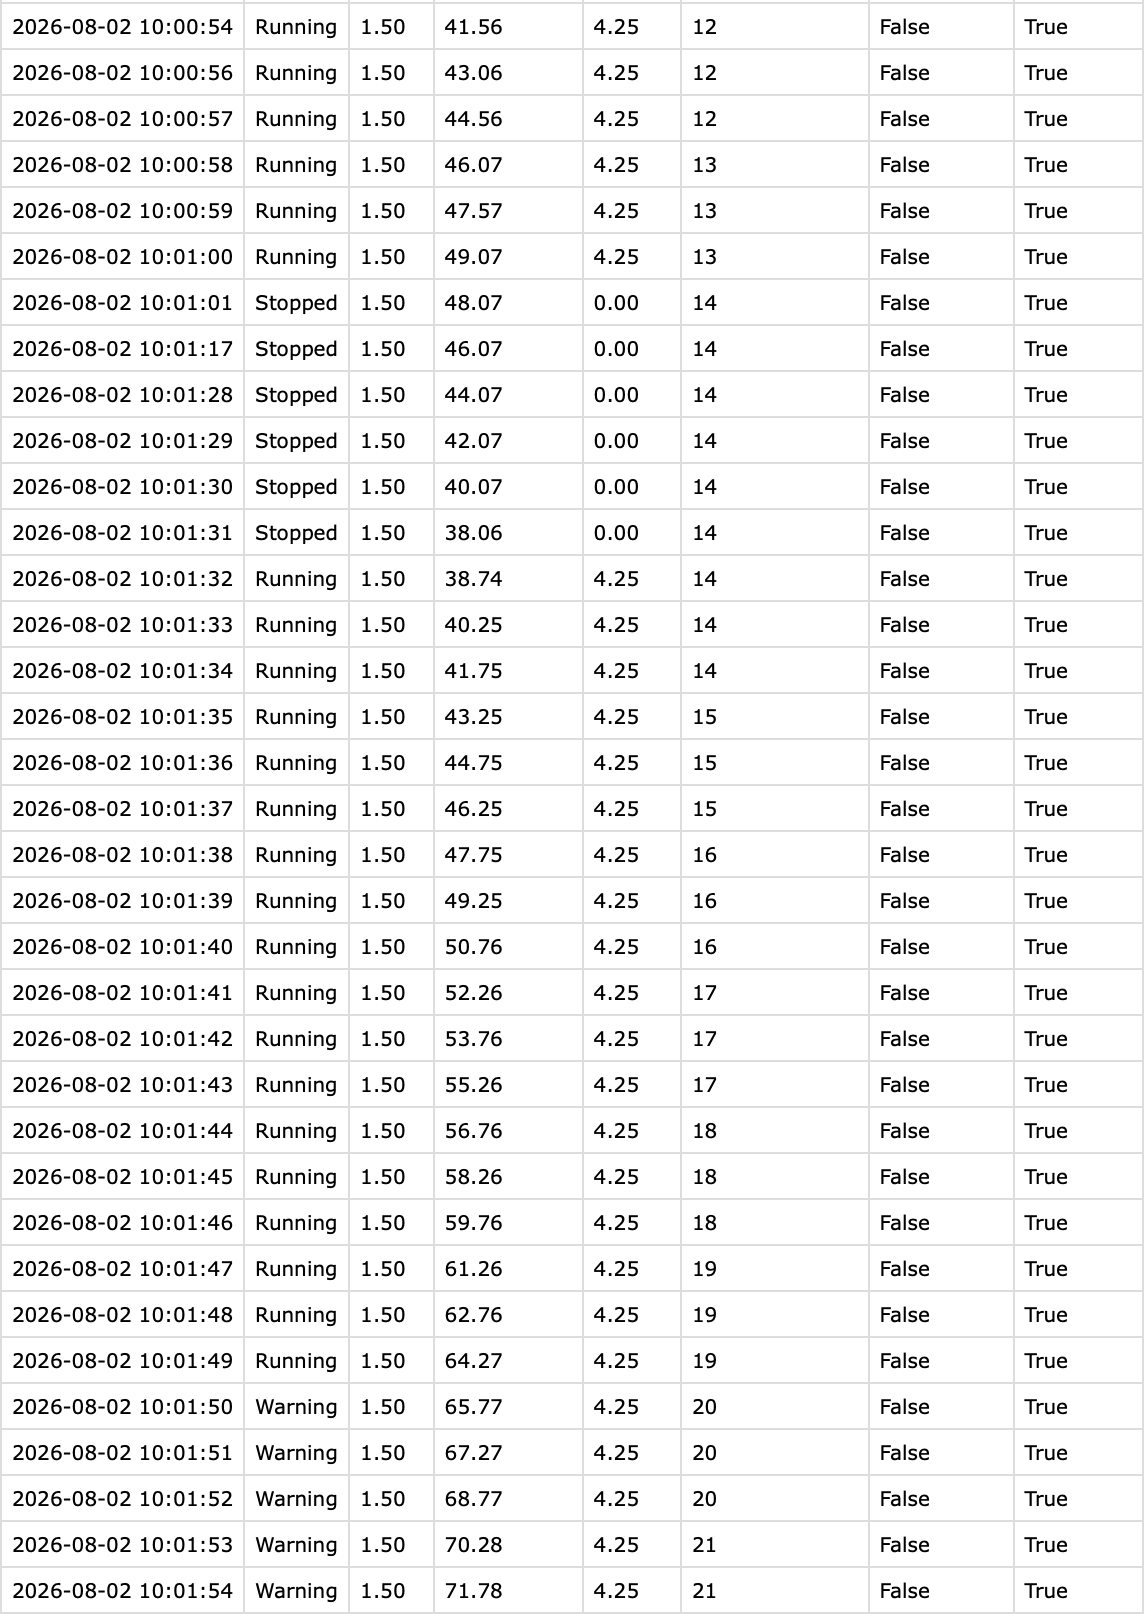 2026-08-02 10:00:54 Running 1.50 41.56 4.25 12 False True
2026-08-02 10:00:56 Running 1.50 43.06 4.25 12 False True
2026-08-02 10:00:57 Running 1.50 44.56 4.25 12 False True
2026-08-02 10:00:58 Running 1.50 46.07 4.25 13 False True
2026-08-02 10:00:59 Running 1.50 47.57 4.25 13 False True
2026-08-02 10:01:00 Running 1.50 49.07 4.25 13 False True
2026-08-02 10:01:01 Stopped 1.50 48.07 0.00 14 False True
2026-08-02 10:01:17 Stopped 1.50 46.07 0.00 14 False True
2026-08-02 10:01:28 Stopped 1.50 44.07 0.00 14 False True
2026-08-02 10:01:29 Stopped 1.50 42.07 0.00 14 False True
2026-08-02 10:01:30 Stopped 1.50 40.07 0.00 14 False True
2026-08-02 10:01:31 Stopped 1.50 38.06 0.00 14 False True
2026-08-02 10:01:32 Running 1.50 38.74 4.25 14 False True
2026-08-02 10:01:33 Running 1.50 40.25 4.25 14 False True
2026-08-02 10:01:34 Running 1.50 41.75 4.25 14 False True
2026-08-02 10:01:35 Running 1.50 43.25 4.25 15 False True
2026-08-02 10:01:36 Running 1.50 44.75 4.25 15 False True
2026-08-02 10:01:37 Running 1.50 46.25 4.25 15 False True
2026-08-02 10:01:38 Running 1.50 47.75 4.25 16 False True
2026-08-02 10:01:39 Running 1.50 49.25 4.25 16 False True
2026-08-02 10:01:40 Running 1.50 50.76 4.25 16 False True
2026-08-02 10:01:41 Running 1.50 52.26 4.25 17 False True
2026-08-02 10:01:42 Running 1.50 53.76 4.25 17 False True
2026-08-02 10:01:43 Running 1.50 55.26 4.25 17 False True
2026-08-02 10:01:44 Running 1.50 56.76 4.25 18 False True
2026-08-02 10:01:45 Running 1.50 58.26 4.25 18 False True
2026-08-02 10:01:46 Running 1.50 59.76 4.25 18 False True
2026-08-02 10:01:47 Running 1.50 61.26 4.25 19 False True
2026-08-02 10:01:48 Running 1.50 62.76 4.25 19 False True
2026-08-02 10:01:49 Running 1.50 64.27 4.25 19 False True
2026-08-02 10:01:50 Warning 1.50 65.77 4.25 20 False True
2026-08-02 10:01:51 Warning 1.50 67.27 4.25 20 False True
2026-08-02 10:01:52 Warning 1.50 68.77 4.25 20 False True
2026-08-02 10:01:53 Warning 1.50 70.28 4.25 21 False True
2026-08-02 10:01:54 Warning 1.50 71.78 4.25 21 False True